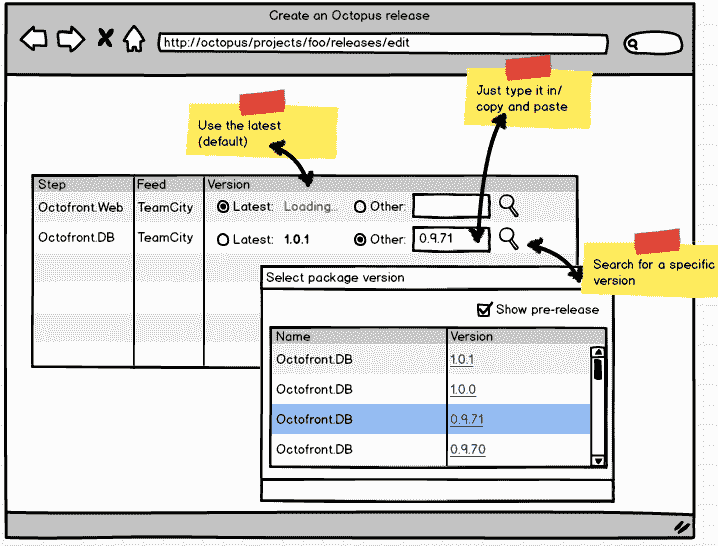 Create an Octopus release
http://octopus/projects/foo/releases/edit
Just type it in/
copy and paste
Use the latest
(default)
Step Feed Version
Octofront.Web TeamCity Latest: Loading... Other:
Octofront.DB TeamCity Latest: 1.0.1 Other: 0.9.71
Search for a specific
version
Select package version
Show pre-release
Name Version
Octofront.DB 1.0.1
Octofront.DB 1.0.0
Octofront.DB 0.9.71
Octofront.DB 0.9.70